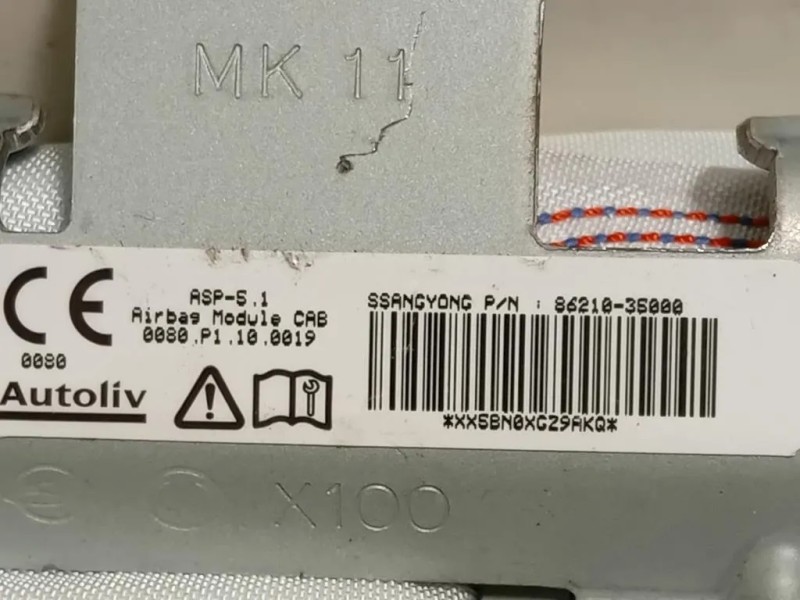 MK 11
CE
0080
Autoliv
ASP-5.1
Airbag Module CAB
0080.P1.10.0019
SSANGYONG P/N : 86210-35000
*XX5BN0XGZ9AKQ*
X100